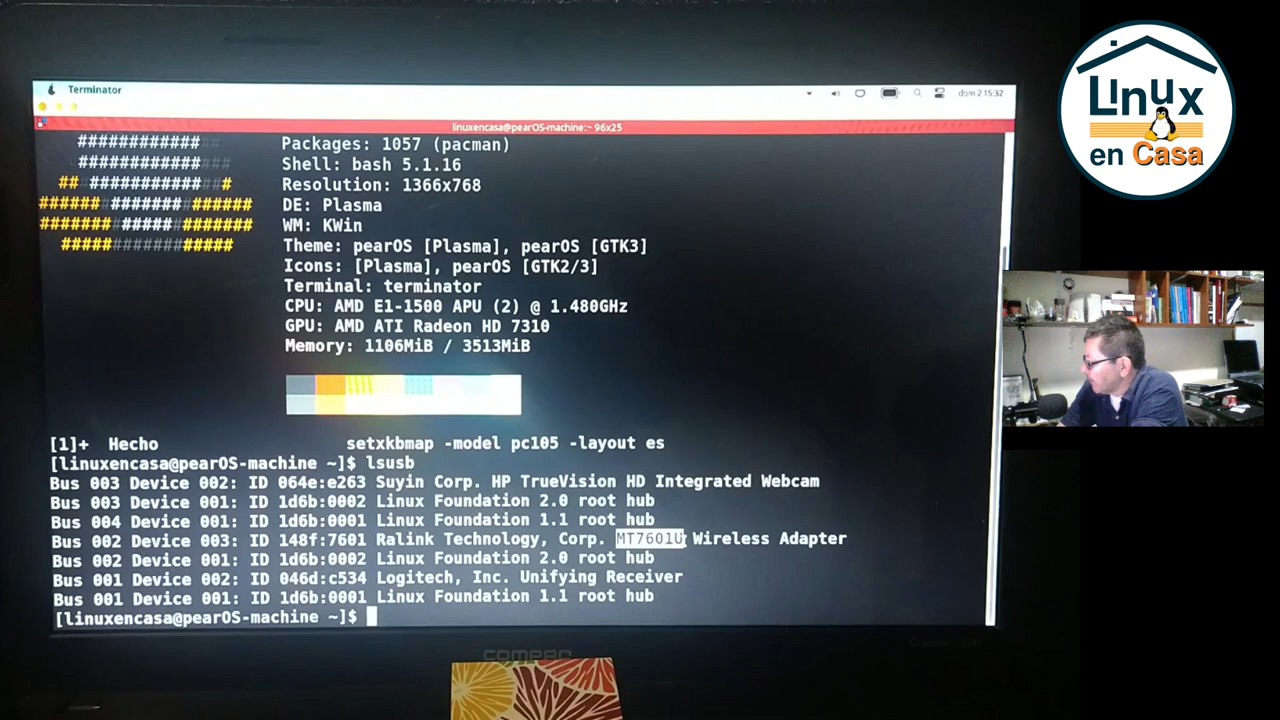 Terminator
dom 2 15:32
linuxencasa@pearOS-machine:~ 96x25
############
Packages: 1057 (pacman)
#############
Shell: bash 5.1.16
## ########### #
Resolution: 1366x768
###### ####### ######
DE: Plasma
####### ##### #######
WM: KWin
##### ####### #####
Theme: pearOS [Plasma], pearOS [GTK3]
Icons: [Plasma], pearOS [GTK2/3]
Terminal: terminator
CPU: AMD E1-1500 APU (2) @ 1.480GHz
GPU: AMD ATI Radeon HD 7310
Memory: 1106MiB / 3513MiB
[1]+  Hecho                   setxkbmap -model pc105 -layout es
[linuxencasa@pearOS-machine ~]$ lsusb
Bus 003 Device 002: ID 064e:e263 Suyin Corp. HP TrueVision HD Integrated Webcam
Bus 003 Device 001: ID 1d6b:0002 Linux Foundation 2.0 root hub
Bus 004 Device 001: ID 1d6b:0001 Linux Foundation 1.1 root hub
Bus 002 Device 003: ID 148f:7601 Ralink Technology, Corp. MT7601U Wireless Adapter
Bus 002 Device 001: ID 1d6b:0002 Linux Foundation 2.0 root hub
Bus 001 Device 002: ID 046d:c534 Logitech, Inc. Unifying Receiver
Bus 001 Device 001: ID 1d6b:0001 Linux Foundation 1.1 root hub
[linuxencasa@pearOS-machine ~]$
COMPAQ
Linux
en Casa